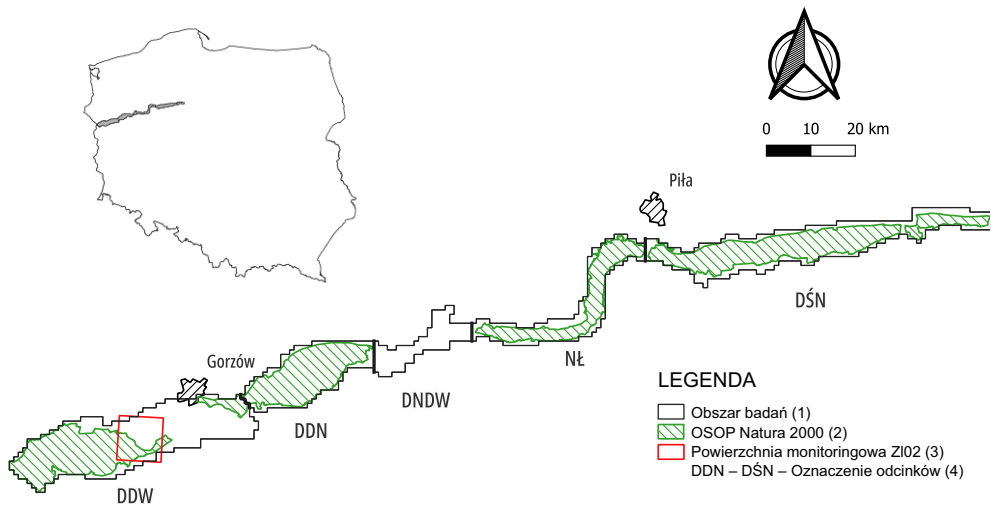 0 10 20 km
Piła
DŚN
NŁ
Gorzów
DNDW
DDN
DDW
LEGENDA
Obszar badań (1)
OSOP Natura 2000 (2)
Powierzchnia monitoringowa ZI02 (3)
DDN – DŚN – Oznaczenie odcinków (4)